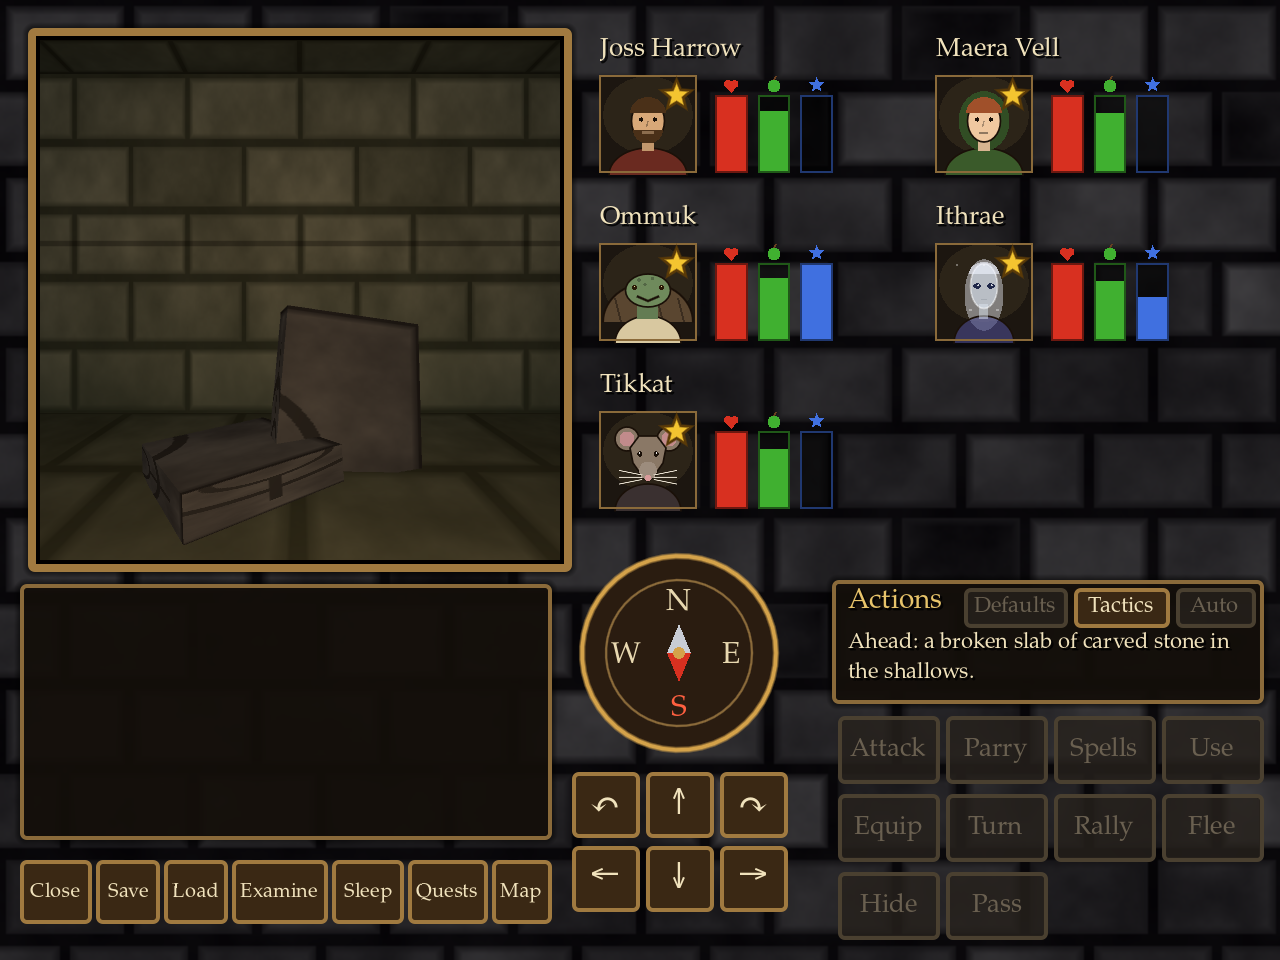 Joss Harrow
Maera Vell
Ommuk
Ithrae
Tikkat
N
W E
S
Actions Defaults Tactics Auto
Ahead: a broken slab of carved stone in
the shallows.
Attack Parry Spells Use
Equip Turn Rally Flee
Hide Pass
Close Save Load Examine Sleep Quests Map